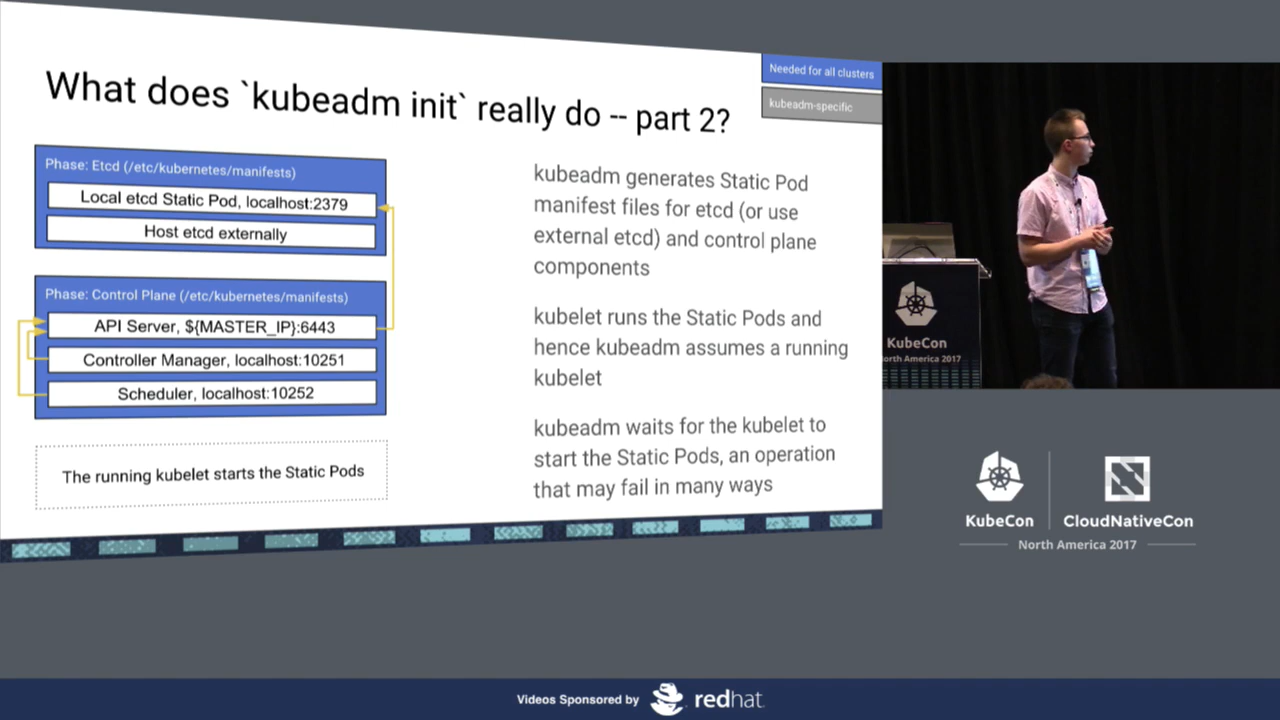 What does `kubeadm init` really do -- part 2?
Needed for all clusters
kubeadm-specific
Phase: Etcd (/etc/kubernetes/manifests)
Local etcd Static Pod, localhost:2379
Host etcd externally
Phase: Control Plane (/etc/kubernetes/manifests)
API Server, ${MASTER_IP}:6443
Controller Manager, localhost:10251
Scheduler, localhost:10252
The running kubelet starts the Static Pods
kubeadm generates Static Pod
manifest files for etcd (or use
external etcd) and control plane
components
kubelet runs the Static Pods and
hence kubeadm assumes a running
kubelet
kubeadm waits for the kubelet to
start the Static Pods, an operation
that may fail in many ways
KubeCon
orth America 2017
KubeCon
CloudNativeCon
North America 2017
Videos Sponsored by
redhat.